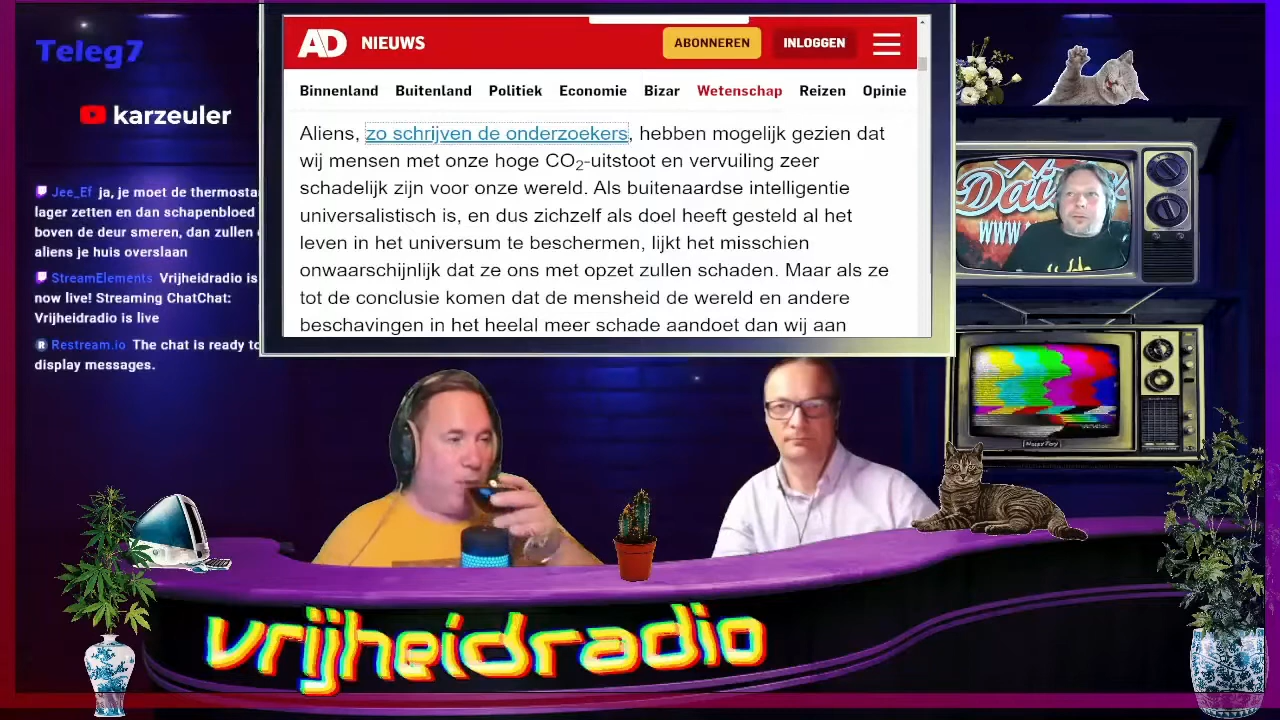 Teleg7
karzeuler
Jee_Ef ja, je moet de thermosta
lager zetten en dan schapenbloed
boven de deur smeren, dan zullen
aliens je huis overslaan
StreamElements Vrijheidradio is
now live! Streaming ChatChat:
Vrijheidradio is live
Restream.io The chat is ready to
display messages.
AD NIEUWS
ABONNEREN
INLOGGEN
Binnenland Buitenland Politiek Economie Bizar Wetenschap Reizen Opinie
Aliens, zo schrijven de onderzoekers, hebben mogelijk gezien dat
wij mensen met onze hoge CO₂-uitstoot en vervuiling zeer
schadelijk zijn voor onze wereld. Als buitenaardse intelligentie
universalistisch is, en dus zichzelf als doel heeft gesteld al het
leven in het universum te beschermen, lijkt het misschien
onwaarschijnlijk dat ze ons met opzet zullen schaden. Maar als ze
tot de conclusie komen dat de mensheid de wereld en andere
beschavingen in het heelal meer schade aandoet dan wij aan
WWW
vrijheidradio